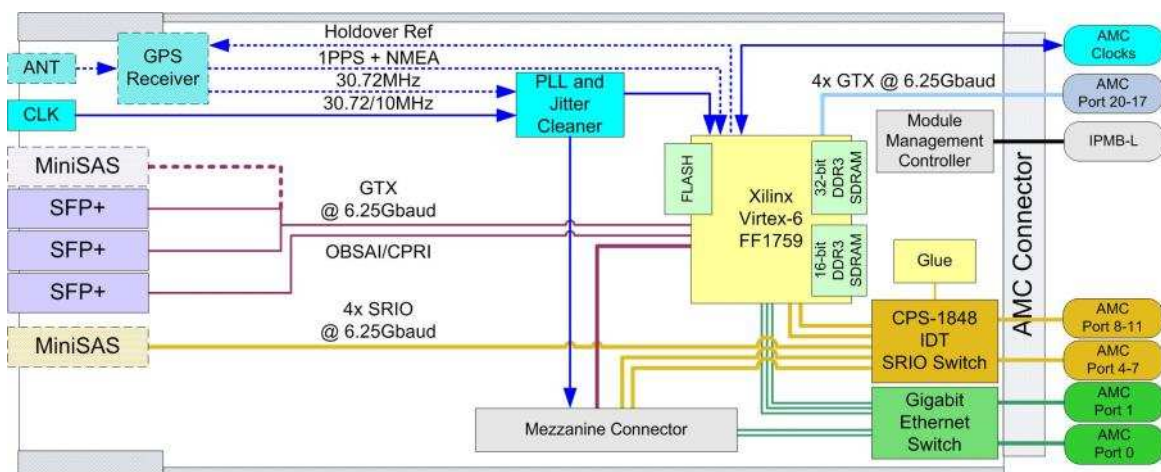 Holdover Ref
1PPS + NMEA
30.72MHz
30.72/10MHz
ANT
GPS
Receiver
CLK
PLL and
Jitter
Cleaner
AMC
Clocks
4x GTX @ 6.25Gbaud
AMC
Port 20-17
Module
Management
Controller
IPMB-L
MiniSAS
SFP+
SFP+
SFP+
MiniSAS
GTX
@ 6.25Gbaud
OBSAI/CPRI
4x SRIO
@ 6.25Gbaud
FLASH
Xilinx
Virtex-6
FF1759
32-bit
DDR3
SDRAM
16-bit
DDR3
SDRAM
Glue
AMC Connector
CPS-1848
IDT
SRIO Switch
AMC
Port 8-11
AMC
Port 4-7
Gigabit
Ethernet
Switch
AMC
Port 1
AMC
Port 0
Mezzanine Connector